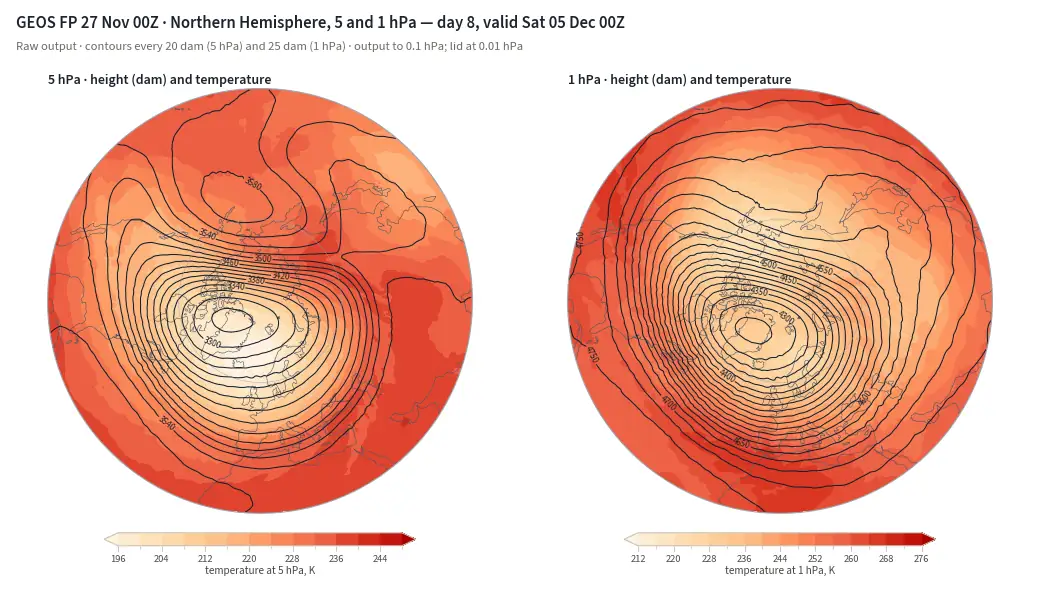 GEOS FP 27 Nov 00Z · Northern Hemisphere, 5 and 1 hPa — day 8, valid Sat 05 Dec 00Z
Raw output · contours every 20 dam (5 hPa) and 25 dam (1 hPa) · output to 0.1 hPa; lid at 0.01 hPa
5 hPa · height (dam) and temperature
1 hPa · height (dam) and temperature
3580
3540
3500
3460
3420
3380
3340
3300
3540
4750
4500
4450
4550
4350
4300
4750
4400
4700
4600
4650
196 204 212 220 228 236 244
temperature at 5 hPa, K
212 220 228 236 244 252 260 268 276
temperature at 1 hPa, K